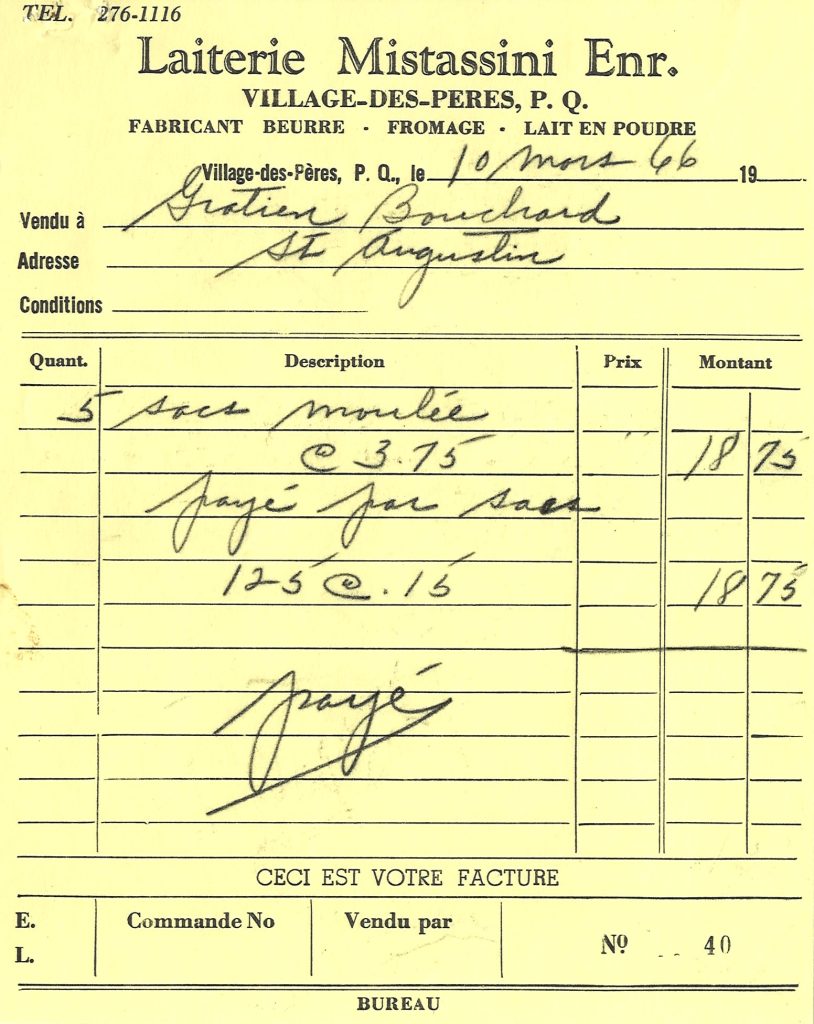 TEL. 276-1116
Laiterie Mistassini Enr.
VILLAGE-DES-PERES, P. Q.
FABRICANT BEURRE - FROMAGE - LAIT EN POUDRE
Village-des-Pères, P. Q., le 10 mars 66 19
Vendu à Gratien Bouchard
Adresse St Augustin
Conditions
Quant. Description Prix Montant
5 sacs moulée
@ 3.75 18 75
payé par sacs
125 @ .15 18 75
payé
CECI EST VOTRE FACTURE
E. Commande No Vendu par
L.
Nº 40
BUREAU